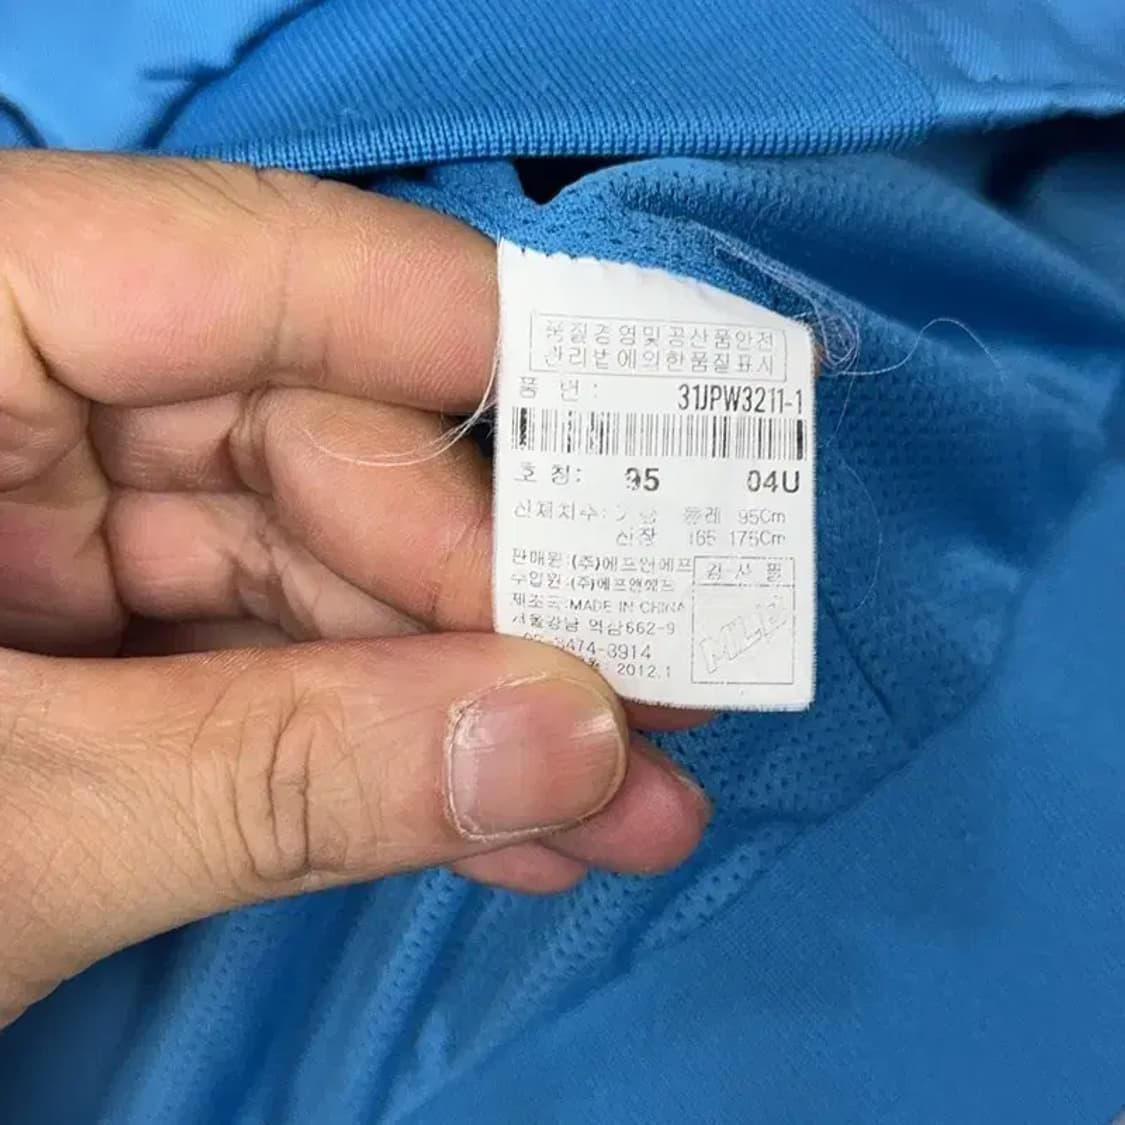 품질경영및공산품안전
관리법에의한품질표시
품 번 : 31JPW3211-1
호 칭: 95 04U
신체치수: 둘레 95Cm
신장 165 175Cm
판매원:(주)에프앤에프
수입원:(주)에프앤에프
제조국:MADE IN CHINA
서울강남 역삼662-9
3474-3914
2012.1
검 사 필
MILLET